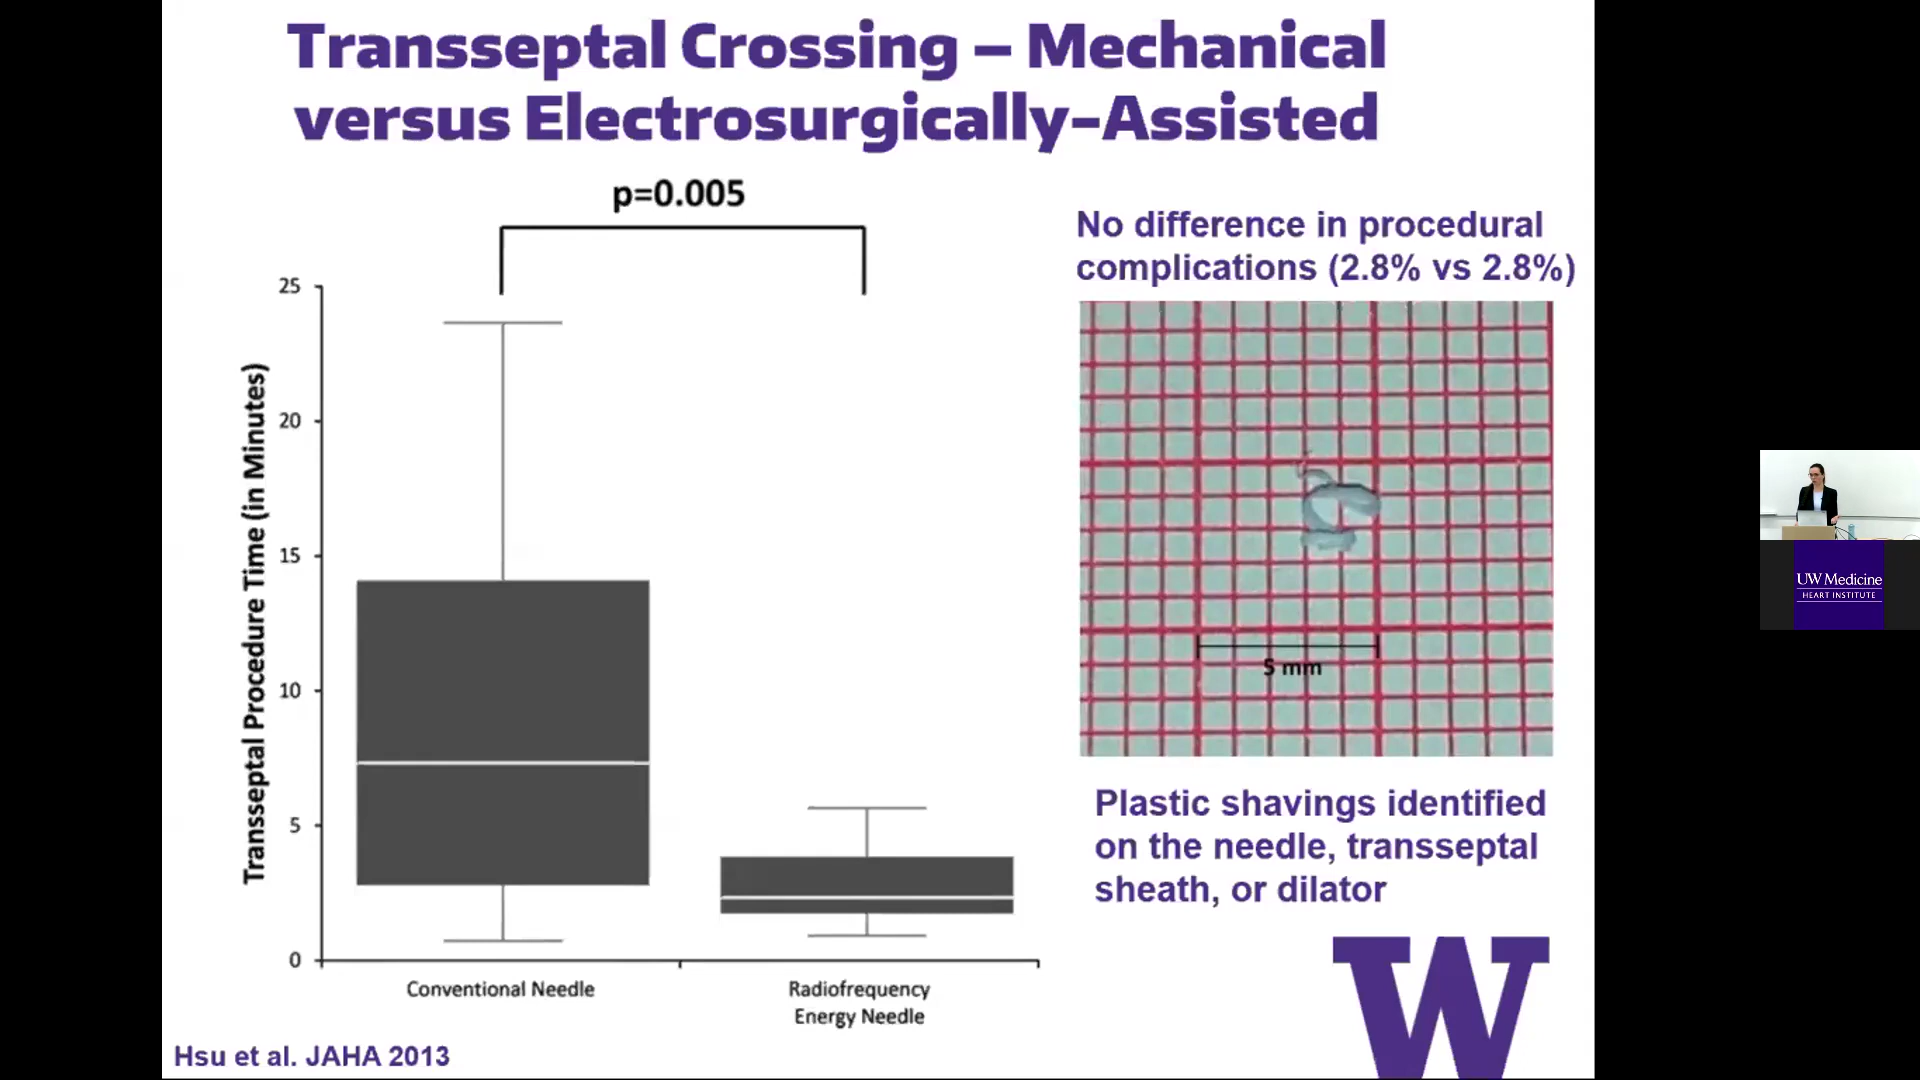 Transseptal Crossing – Mechanical
versus Electrosurgically-Assisted
p=0.005
Transseptal Procedure Time (in Minutes)
25
20
15
10
5
0
Conventional Needle
Radiofrequency
Energy Needle
Hsu et al. JAHA 2013
No difference in procedural
complications (2.8% vs 2.8%)
5 mm
Plastic shavings identified
on the needle, transseptal
sheath, or dilator
W
UW Medicine
HEART INSTITUTE